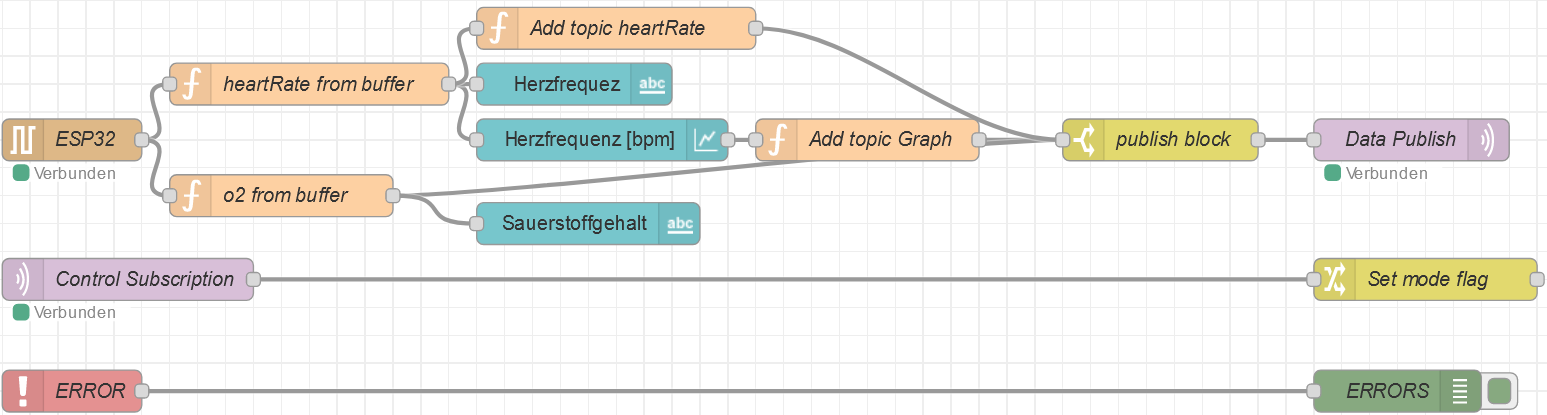 Add topic heartRate
heartRate from buffer
Herzfrequez
abc
ESP32
Herzfrequenz [bpm]
Add topic Graph
publish block
Data Publish
Verbunden
Verbunden
o2 from buffer
Sauerstoffgehalt
abc
Control Subscription
Set mode flag
Verbunden
ERROR
ERRORS